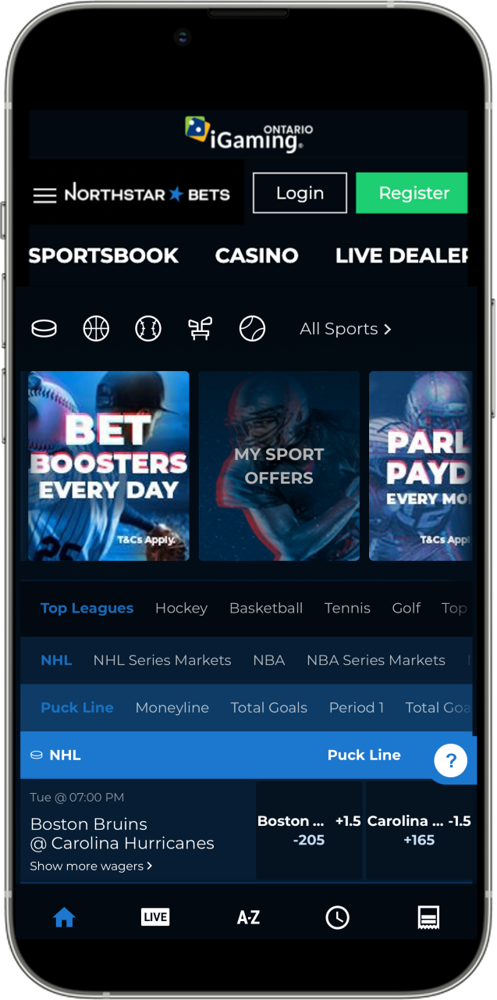 iGaming ONTARIO
NORTHSTAR BETS
Login
Register
SPORTSBOOK CASINO LIVE DEALER
All Sports
BET
BOOSTERS
EVERY DAY
T&Cs Apply.
MY SPORT
OFFERS
PARL
PAYD
EVERY MO
T&Cs Appl
Top Leagues Hockey Basketball Tennis Golf Top
NHL NHL Series Markets NBA NBA Series Markets
Puck Line Moneyline Total Goals Period 1 Total Goa
NHL Puck Line ?
Tue @ 07:00 PM
Boston Bruins
@ Carolina Hurricanes
Show more wagers
Boston ... +1.5
-205
Carolina ... -1.5
+165
LIVE
A-Z